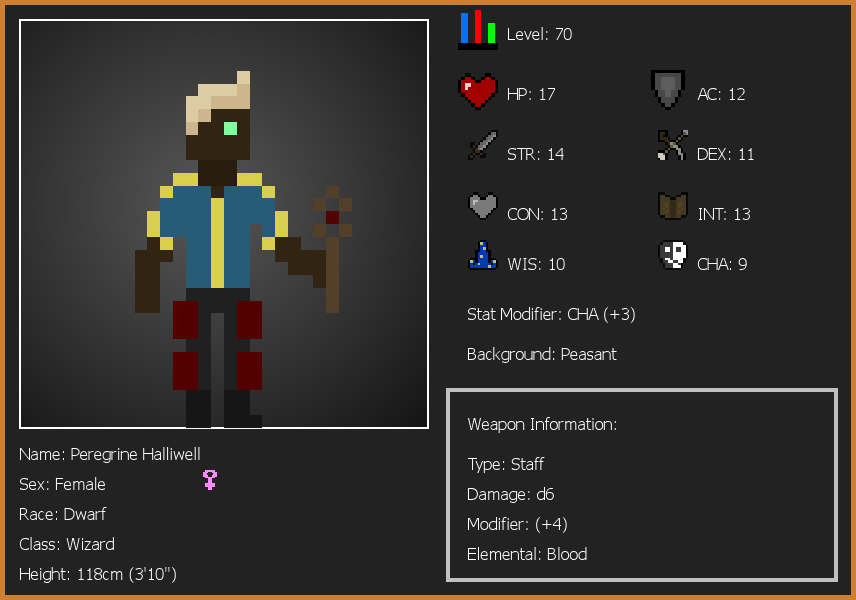 Level: 70
HP: 17
AC: 12
STR: 14
DEX: 11
CON: 13
INT: 13
WIS: 10
CHA: 9
Stat Modifier: CHA (+3)
Background: Peasant
Weapon Information:
Type: Staff
Damage: d6
Modifier: (+4)
Elemental: Blood
Name: Peregrine Halliwell
Sex: Female
Race: Dwarf
Class: Wizard
Height: 118cm (3'10")